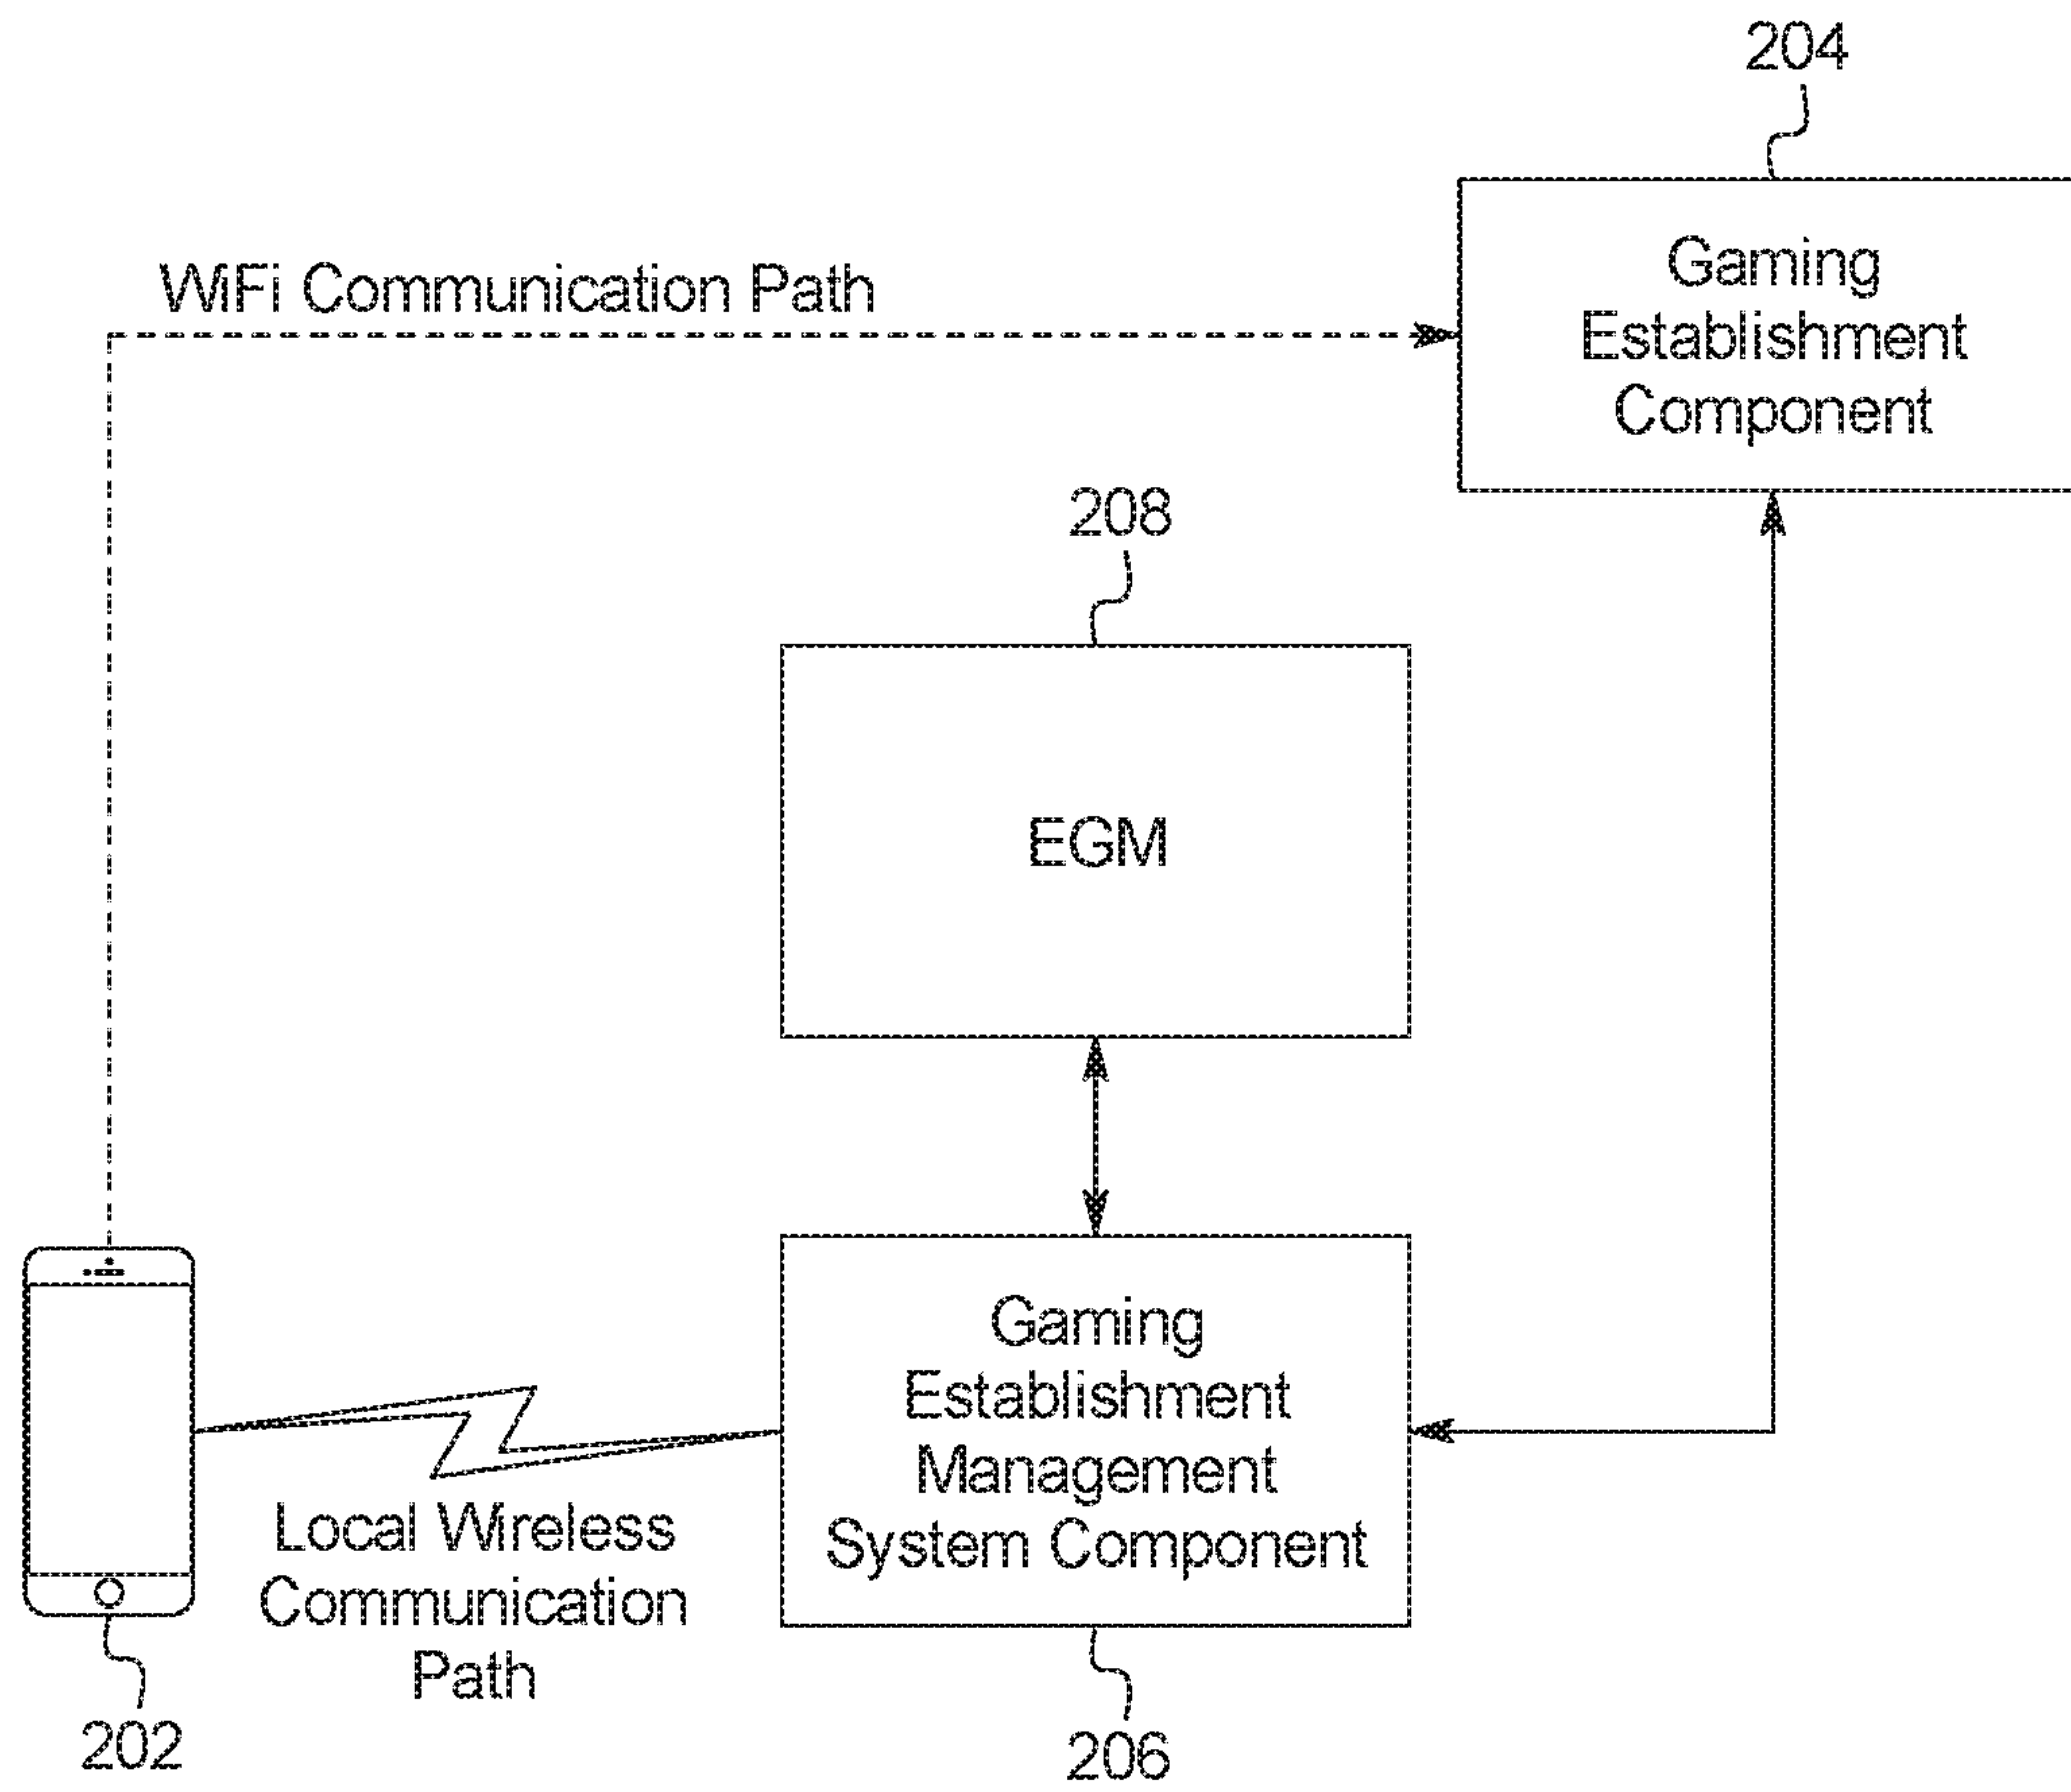 204
Gaming
Establishment
Component
WiFi Communication Path
208
EGM
Gaming
Establishment
Management
System Component
Local Wireless
Communication
Path
202
206